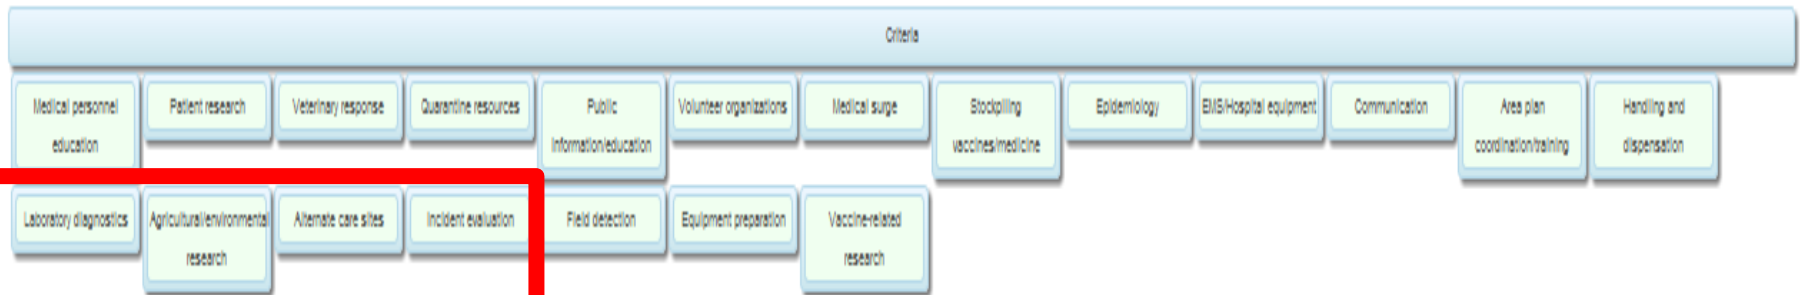 Criteria
Medical personnel
education
Patient research
Veterinary response
Quarantine resources
Public
information/education
Volunteer organizations
Medical surge
Stockpiling
vaccines/medicine
Epidemiology
EMS/Hospital equipment
Communication
Area plan
coordination/training
Handling and
dispensation
Laboratory diagnostics
Agricultural/environmental
research
Alternate care sites
Incident evaluation
Field detection
Equipment preparation
Vaccine-related
research